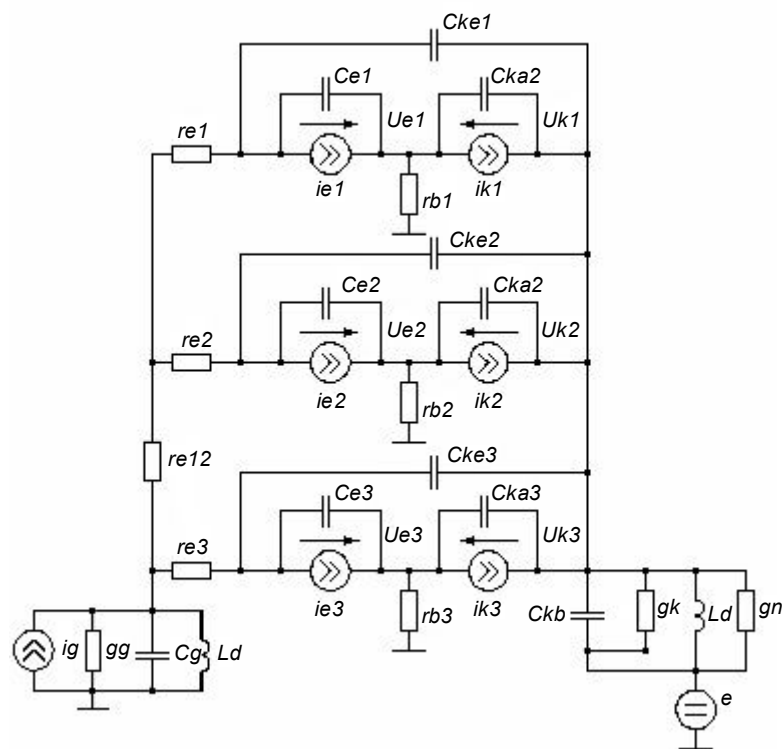 Cke1
Ce1
Cka2
re1
Ue1
Uk1
ie1
rb1
ik1
Cke2
Ce2
Cka2
re2
Ue2
Uk2
ie2
rb2
ik2
re12
Cke3
Ce3
Cka3
re3
Ue3
Uk3
ie3
rb3
ik3
Ckb
gk
Ld
gn
ig
gg
Cg
Ld
e